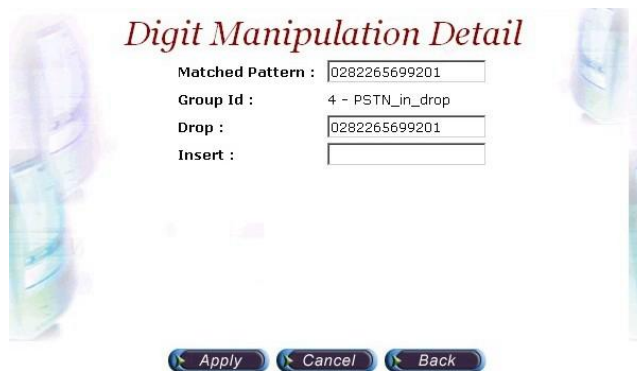 Digit Manipulation Detail
Matched Pattern : 0282265699201
Group Id : 4 - PSTN_in_drop
Drop : 0282265699201
Insert :
Apply Cancel Back